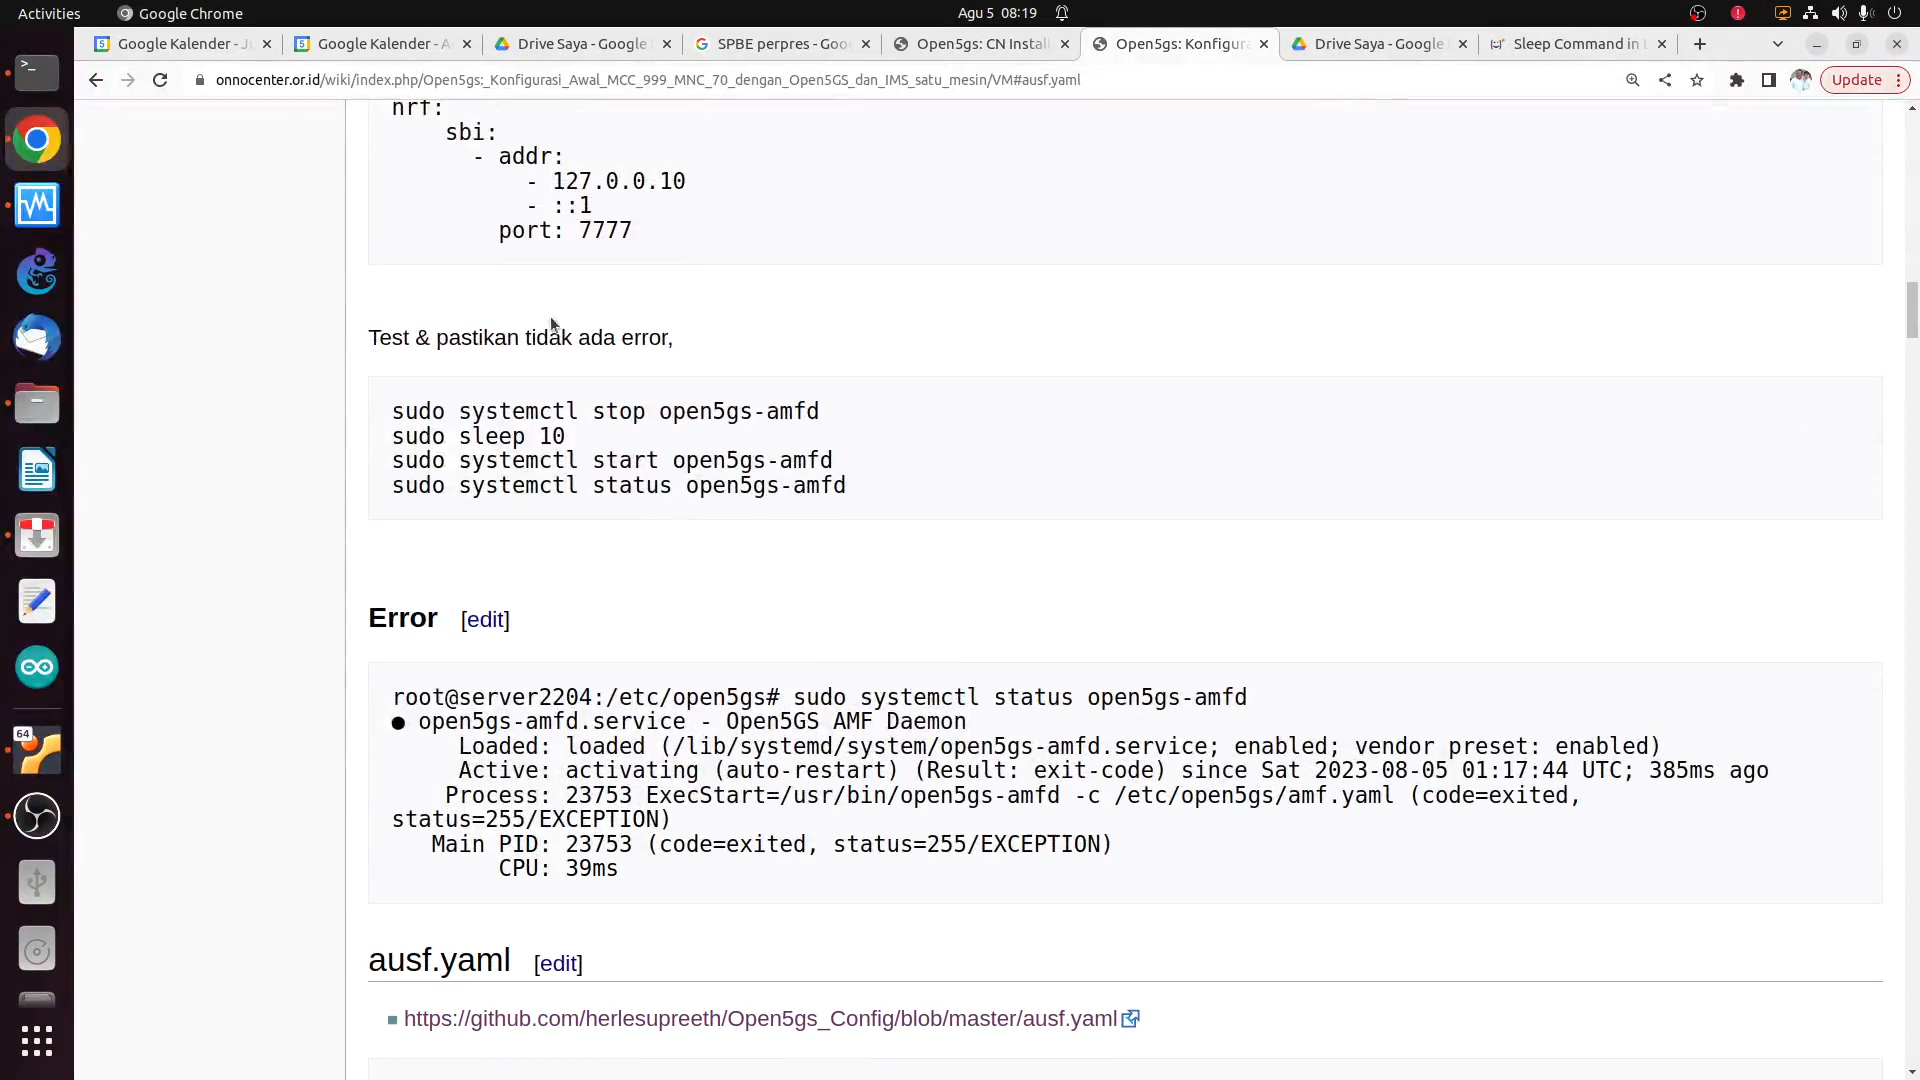 Activities
Google Chrome
Agu 5 08:19
Google Kalender - J
Google Kalender - A
Drive Saya - Google
SPBE perpres - Goo
Open5gs: CN Install
Open5gs: Konfigura
Drive Saya - Google
Sleep Command in L
onnocenter.or.id/wiki/index.php/Open5gs:_Konfigurasi_Awal_MCC_999_MNC_70_dengan_Open5GS_dan_IMS_satu_mesin/VM#ausf.yaml
Update
nrf:
sbi:
- addr:
- 127.0.0.10
- ::1
port: 7777
Test & pastikan tidak ada error,
sudo systemctl stop open5gs-amfd
sudo sleep 10
sudo systemctl start open5gs-amfd
sudo systemctl status open5gs-amfd
Error [edit]
root@server2204:/etc/open5gs# sudo systemctl status open5gs-amfd
● open5gs-amfd.service - Open5GS AMF Daemon
Loaded: loaded (/lib/systemd/system/open5gs-amfd.service; enabled; vendor preset: enabled)
Active: activating (auto-restart) (Result: exit-code) since Sat 2023-08-05 01:17:44 UTC; 385ms ago
Process: 23753 ExecStart=/usr/bin/open5gs-amfd -c /etc/open5gs/amf.yaml (code=exited,
status=255/EXCEPTION)
Main PID: 23753 (code=exited, status=255/EXCEPTION)
CPU: 39ms
64
ausf.yaml [edit]
https://github.com/herlesupreeth/Open5gs_Config/blob/master/ausf.yaml